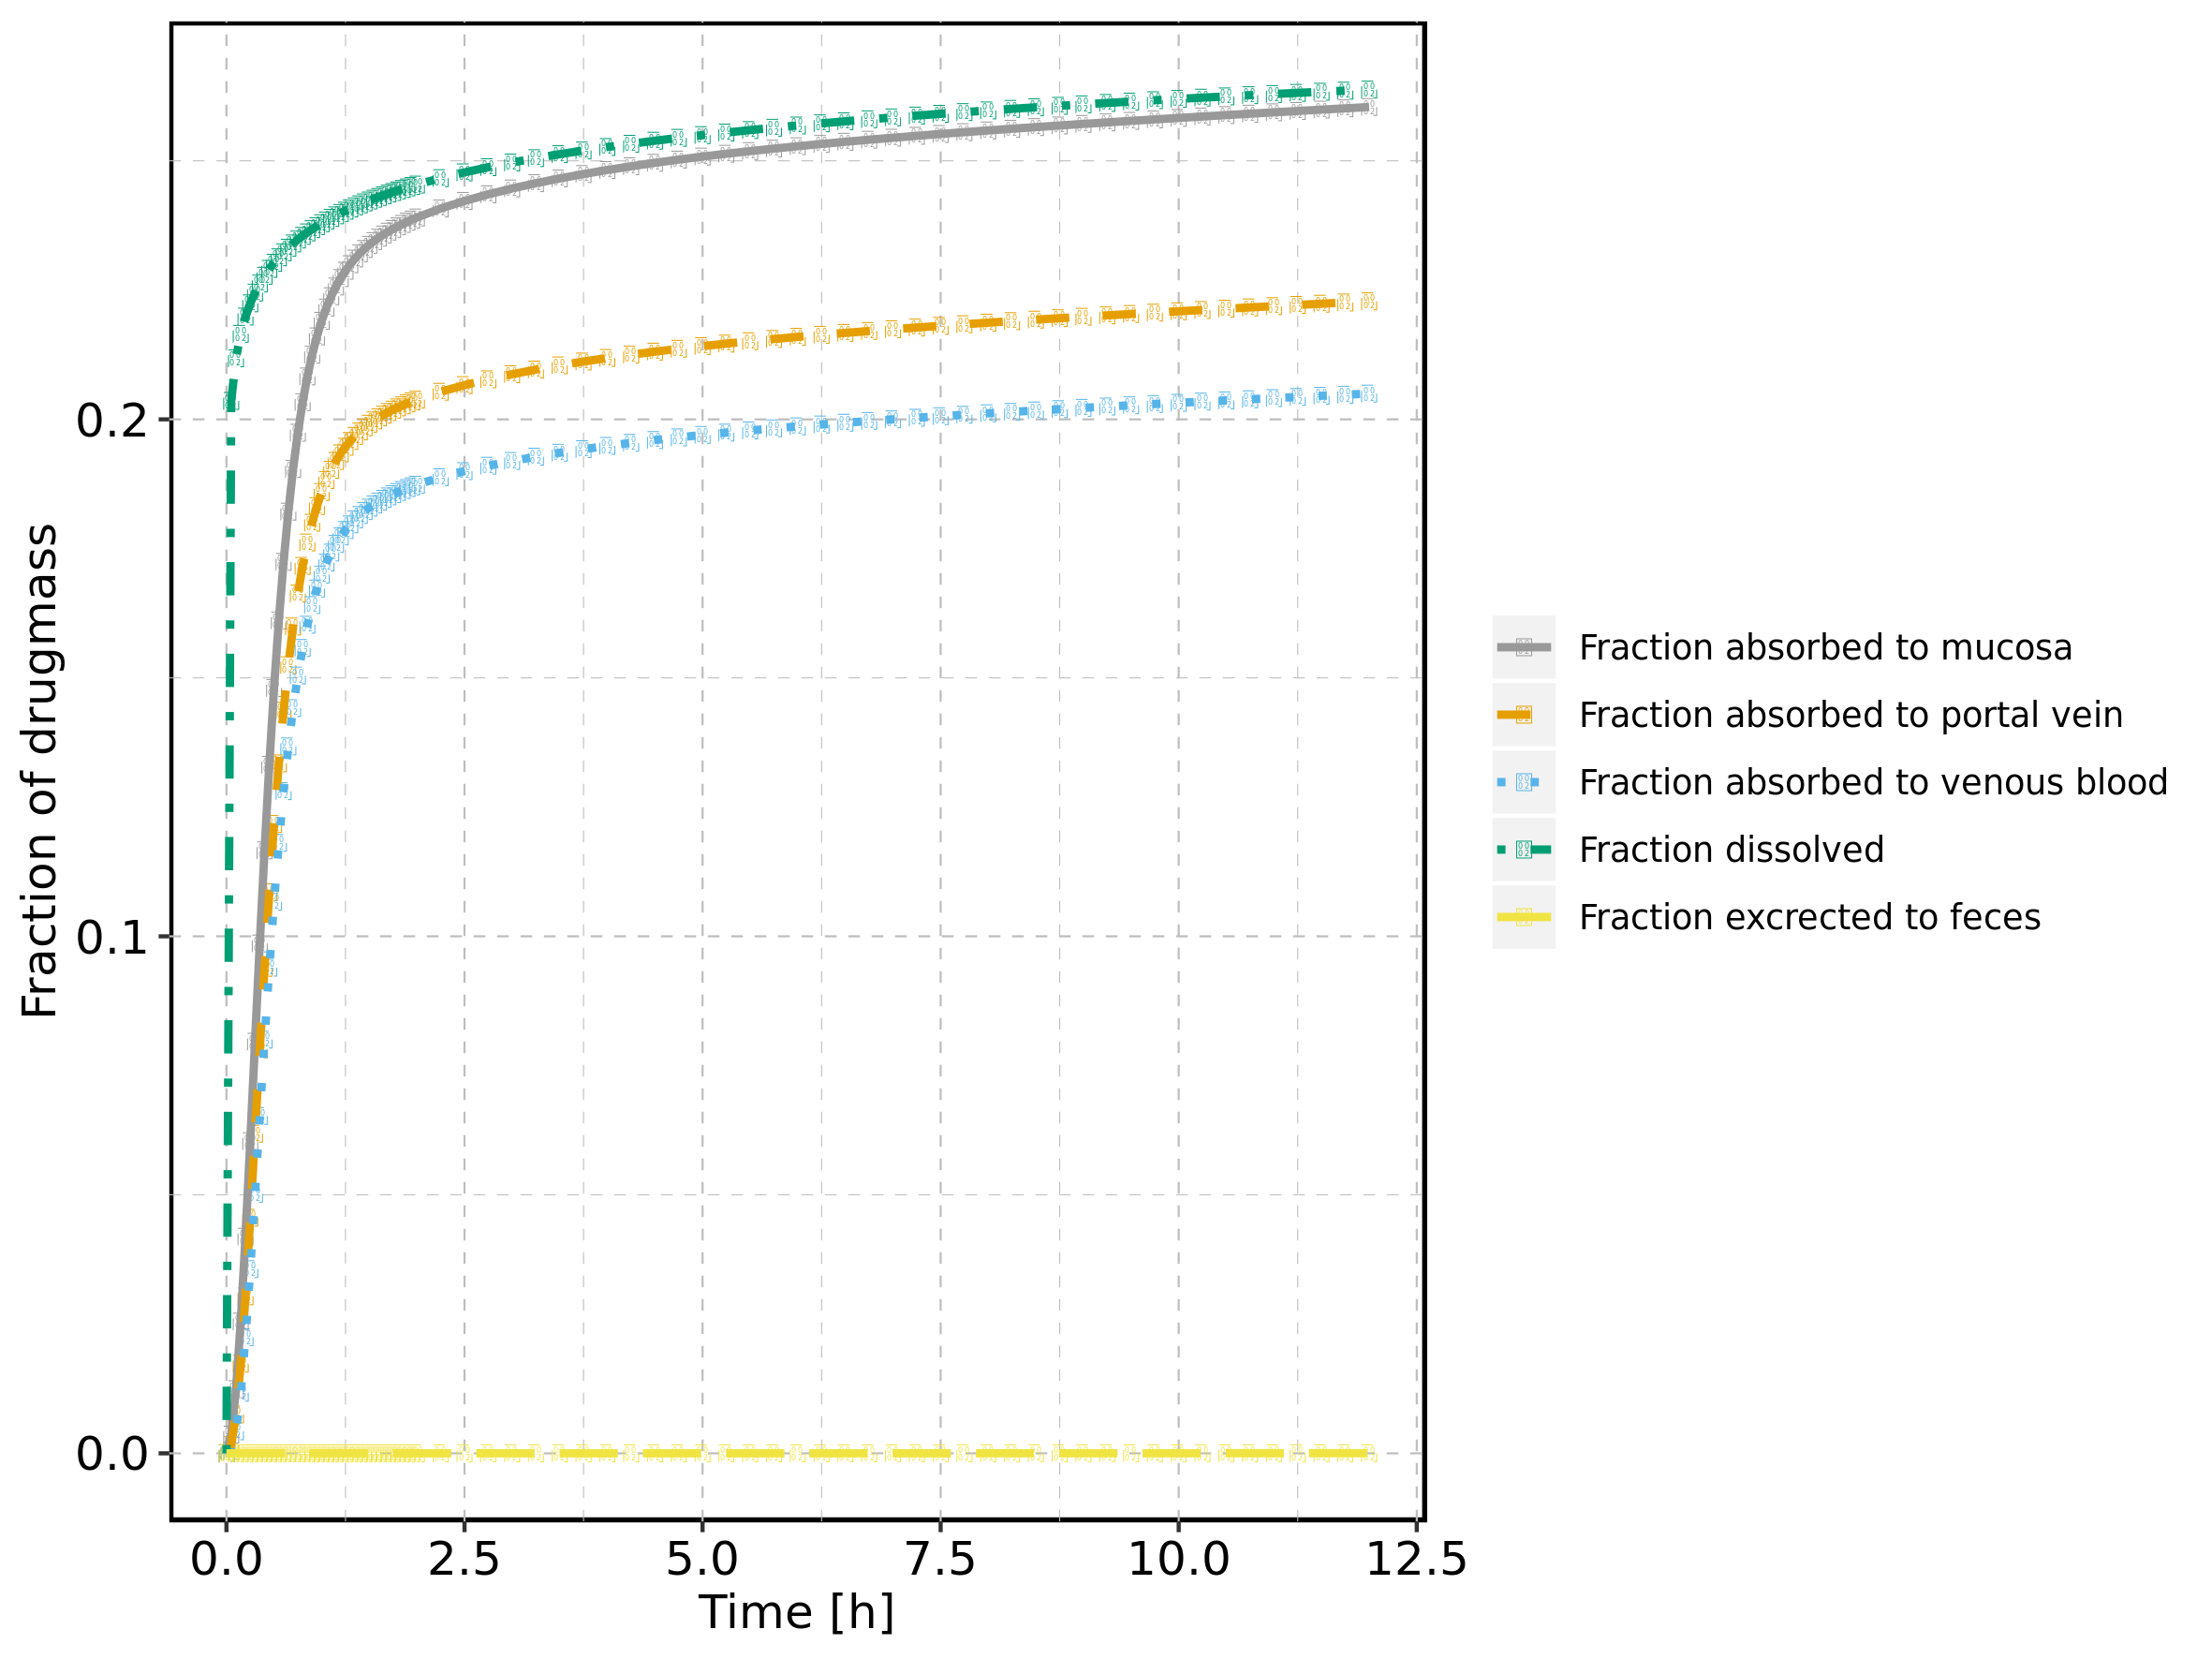 Fraction of drugmass
0.2
0.1
0.0
0.0 2.5 5.0 7.5 10.0 12.5
Time [h]
Fraction absorbed to mucosa
Fraction absorbed to portal vein
Fraction absorbed to venous blood
Fraction dissolved
Fraction excrected to feces